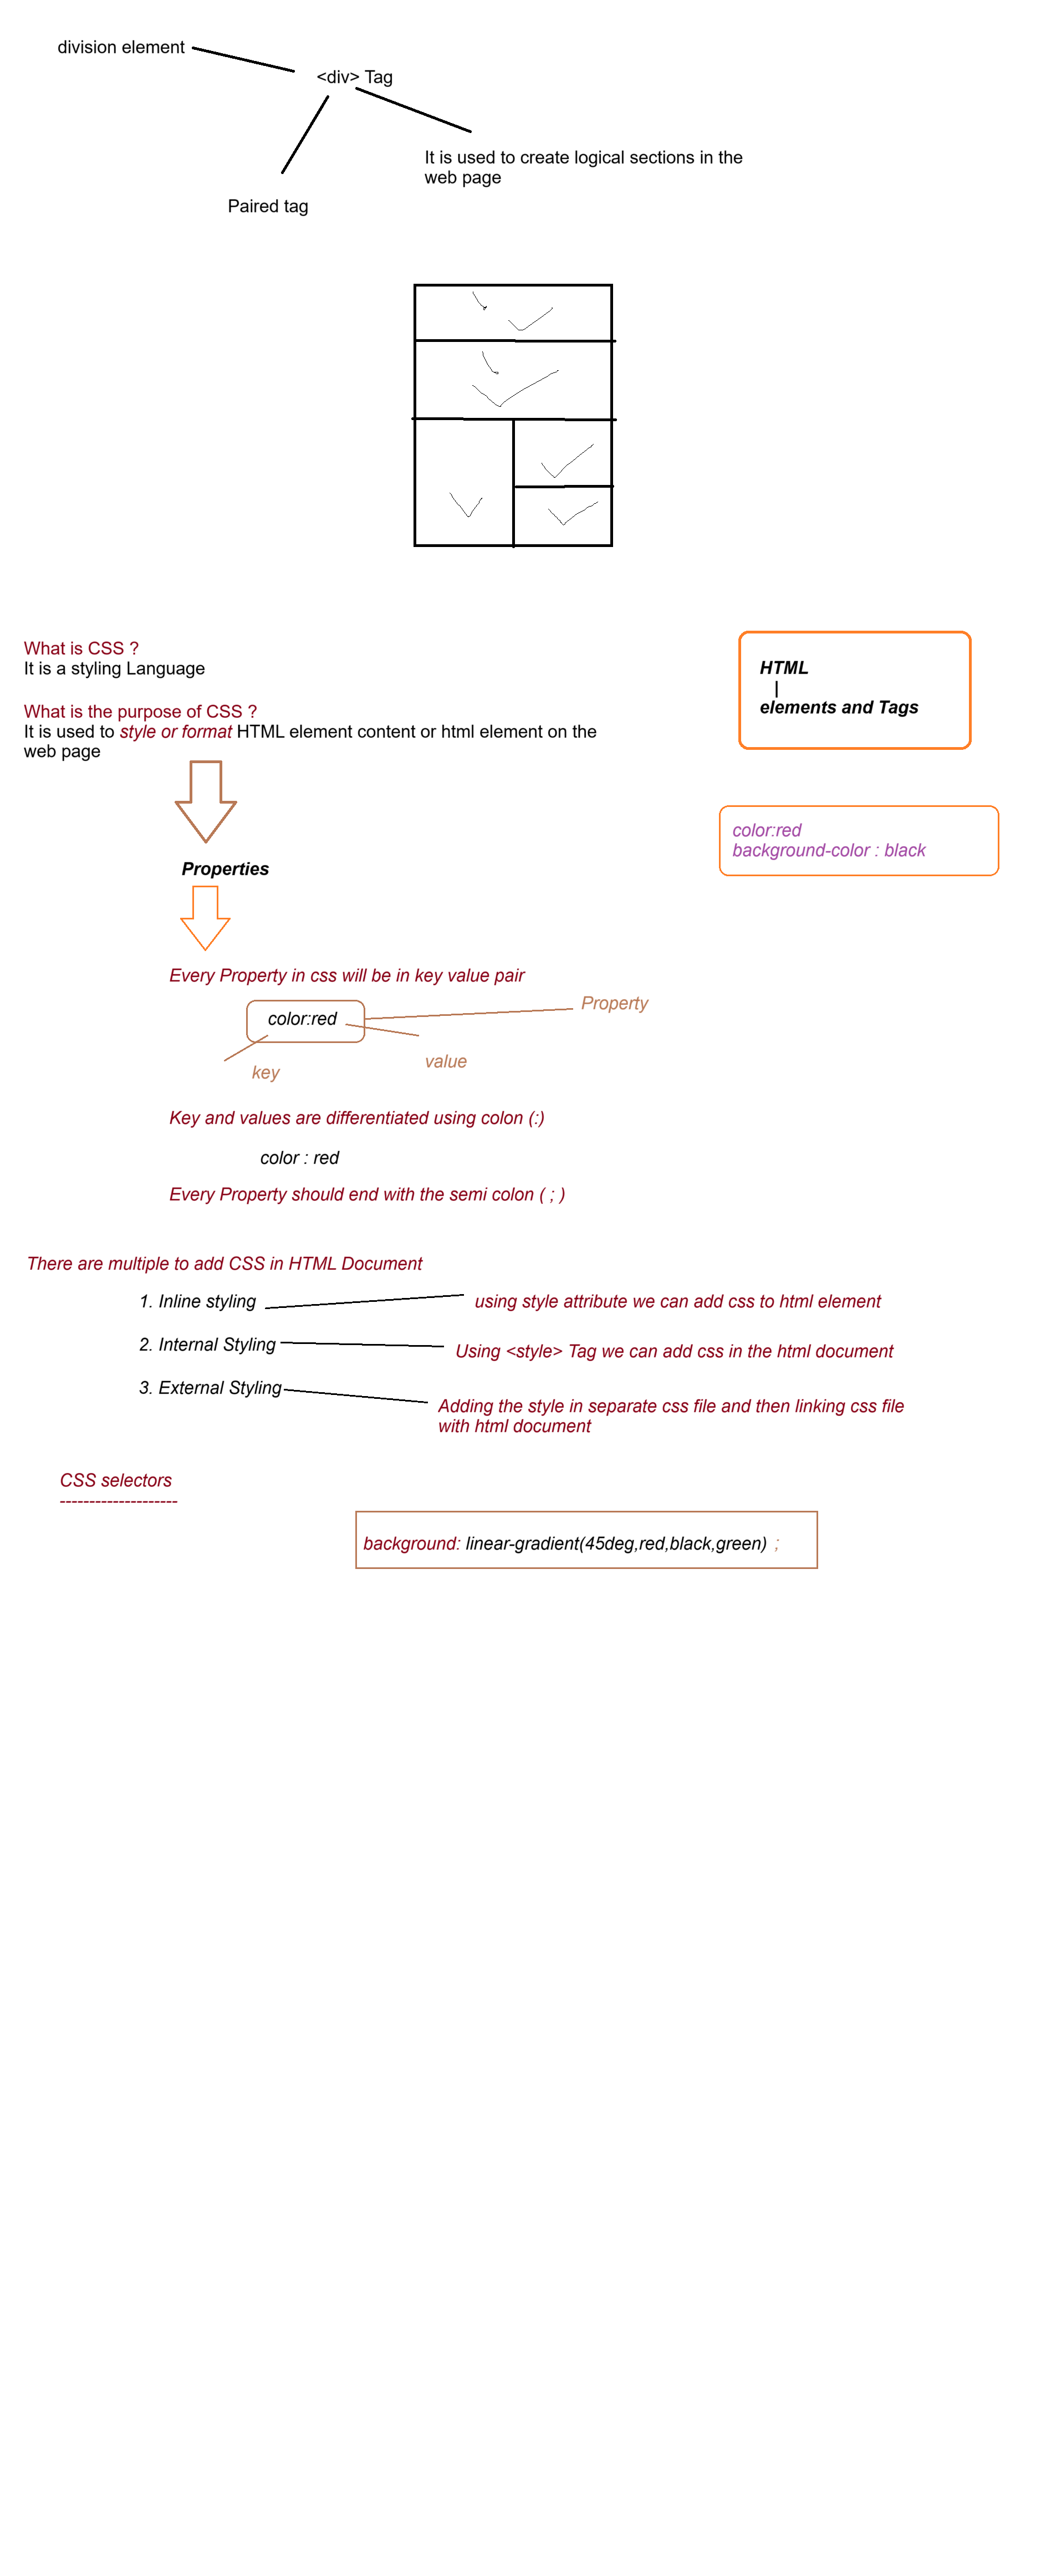 division element
<div> Tag
It is used to create logical sections in the
web page
Paired tag
What is CSS ?
It is a styling Language
What is the purpose of CSS ?
It is used to style or format HTML element content or html element on the
web page
HTML
|
elements and Tags
color:red
background-color : black
Properties
Every Property in css will be in key value pair
Property
color:red
value
key
Key and values are differentiated using colon (:)
color : red
Every Property should end with the semi colon ( ; )
There are multiple to add CSS in HTML Document
1. Inline styling
using style attribute we can add css to html element
2. Internal Styling
Using <style> Tag we can add css in the html document
3. External Styling
Adding the style in separate css file and then linking css file
with html document
CSS selectors
--------------------
background: linear-gradient(45deg,red,black,green) ;